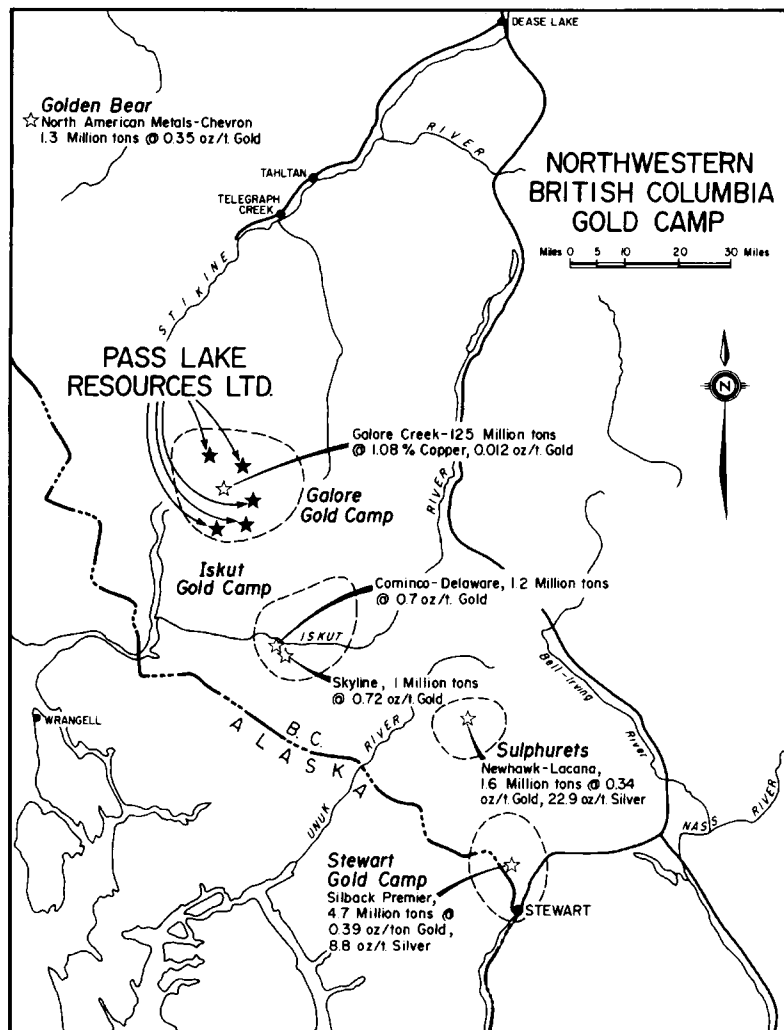 DEASE LAKE
Golden Bear
North American Metals-Chevron
1.3 Million tons @ 0.35 oz/t. Gold
RIVER
TAHLTAN
TELEGRAPH
CREEK
NORTHWESTERN
BRITISH COLUMBIA
GOLD CAMP
Miles 0 5 10 20 30 Miles
STIKINE
PASS LAKE
RESOURCES LTD.
N
Galore Creek-125 Million tons
@ 1.08 % Copper, 0.012 oz/t. Gold
Galore
Gold Camp
RIVER
Iskut
Gold Camp
Cominco-Delaware, 1.2 Million tons
@ 0.7 oz/t. Gold
ISKUT
Skyline, 1 Million tons
@ 0.72 oz/t. Gold
Bell-Irving
River
WRANGELL
B.C.
ALASKA
RIVER
UNUK
Sulphurets
Newhawk-Lacana,
1.6 Million tons @ 0.34
oz/t. Gold, 22.9 oz/t. Silver
NASS
RIVER
Stewart
Gold Camp
Silback Premier,
4.7 Million tons @
0.39 oz/ton Gold,
8.8 oz/t. Silver
STEWART